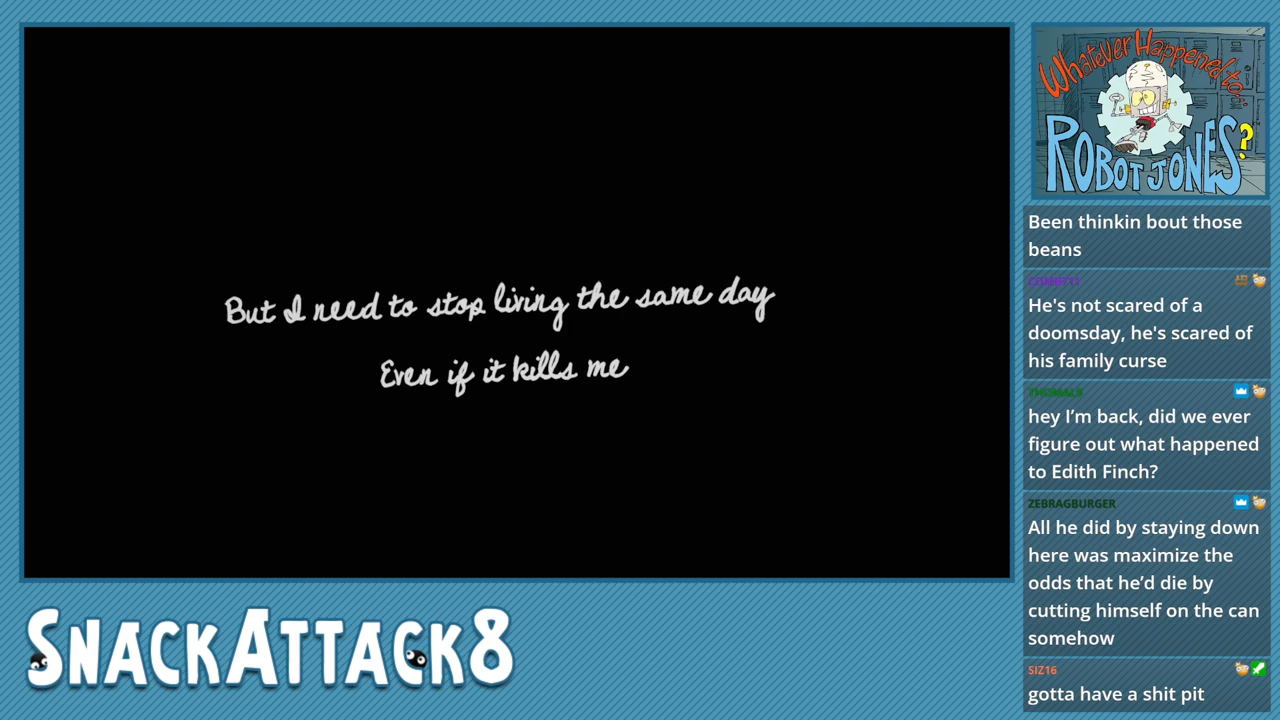 But I need to stop living the same day
Even if it kills me
SNACKATTACK8
Whatever Happened to..
ROBOT JONES?
Been thinkin bout those
beans
He's not scared of a
doomsday, he's scared of
his family curse
hey I’m back, did we ever
figure out what happened
to Edith Finch?
ZEBRAGBURGER
All he did by staying down
here was maximize the
odds that he’d die by
cutting himself on the can
somehow
SIZ16
gotta have a shit pit